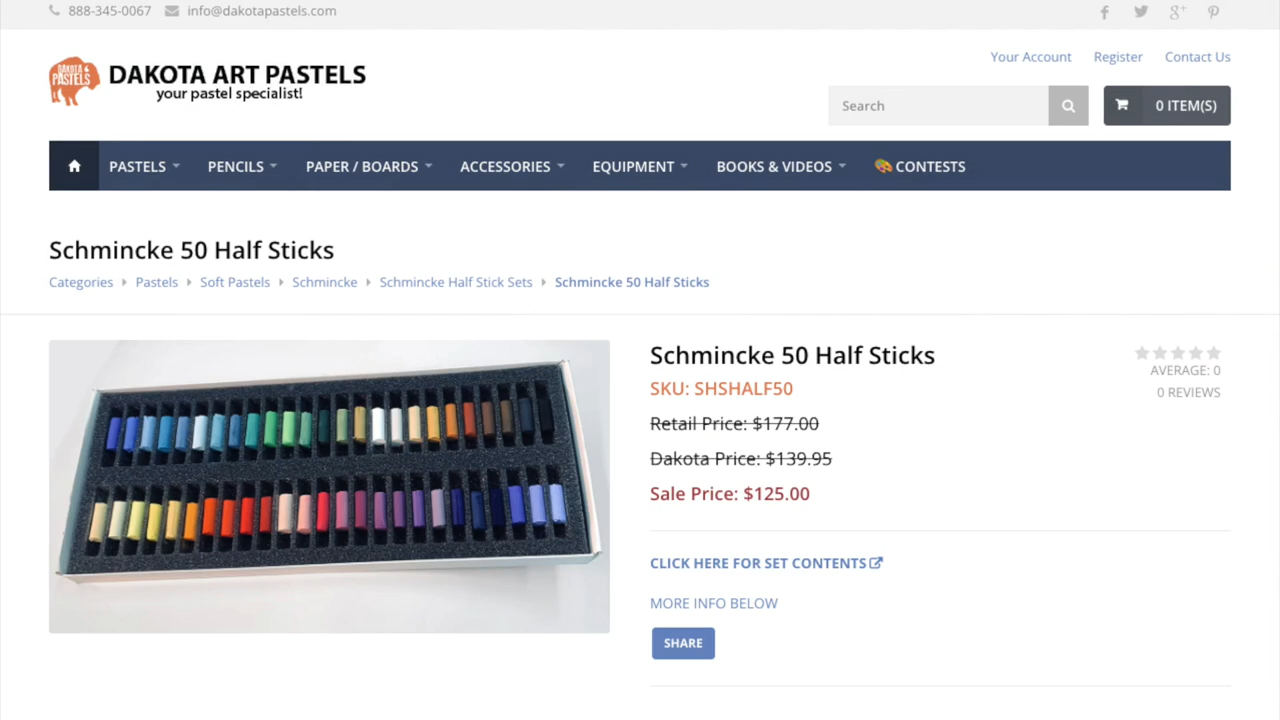 888-345-0067 info@dakotapastels.com
Your Account Register Contact Us
DAKOTA PASTELS
DAKOTA ART PASTELS
your pastel specialist!
Search
0 ITEM(S)
PASTELS PENCILS PAPER / BOARDS ACCESSORIES EQUIPMENT BOOKS & VIDEOS CONTESTS
Schmincke 50 Half Sticks
Categories Pastels Soft Pastels Schmincke Schmincke Half Stick Sets Schmincke 50 Half Sticks
Schmincke 50 Half Sticks
SKU: SHSHALF50
AVERAGE: 0
0 REVIEWS
Retail Price: $177.00
Dakota Price: $139.95
Sale Price: $125.00
CLICK HERE FOR SET CONTENTS
MORE INFO BELOW
SHARE